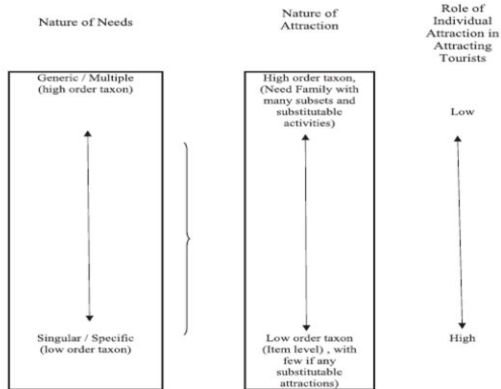 Nature of Needs
Nature of
Attraction
Role of
Individual
Attraction in
Attracting
Tourists
Generic / Multiple
(high order taxon)
High order taxon,
(Need Family with
many subsets and
substitutable
activities)
Low
Singular / Specific
(low order taxon)
Low order taxon
(Item level) , with
few if any
substitutable
attractions)
High